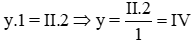 y.1 = II.2 ⇒ y = II.2/1 = IV